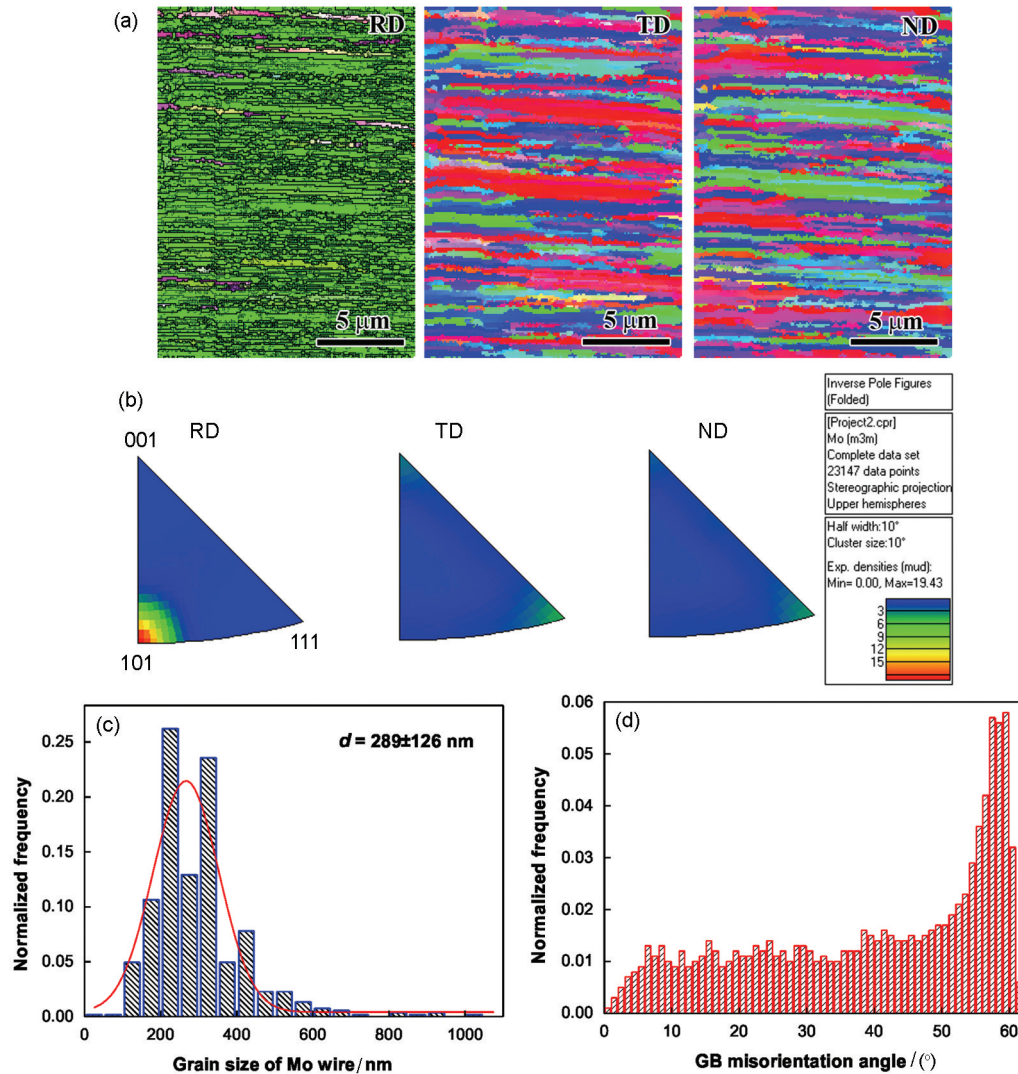 (a)
RD
TD
ND
5 μm
5 μm
5 μm
(b)
RD
TD
ND
001
101
111
Inverse Pole Figures
(Folded)
[Project2.cpr]
Mo (m3m)
Complete data set
23147 data points
Stereographic projection
Upper hemispheres
Half width:10°
Cluster size:10°
Exp. densities (mud):
Min= 0.00, Max=19.43
3
6
9
12
15
(c)
d = 289±126 nm
Normalized frequency
0.25
0.20
0.15
0.10
0.05
0.00
0 200 400 600 800 1000
Grain size of Mo wire/nm
(d)
Normalized frequency
0.06
0.05
0.04
0.03
0.02
0.01
0.00
0 10 20 30 40 50 60
GB misorientation angle/(°)